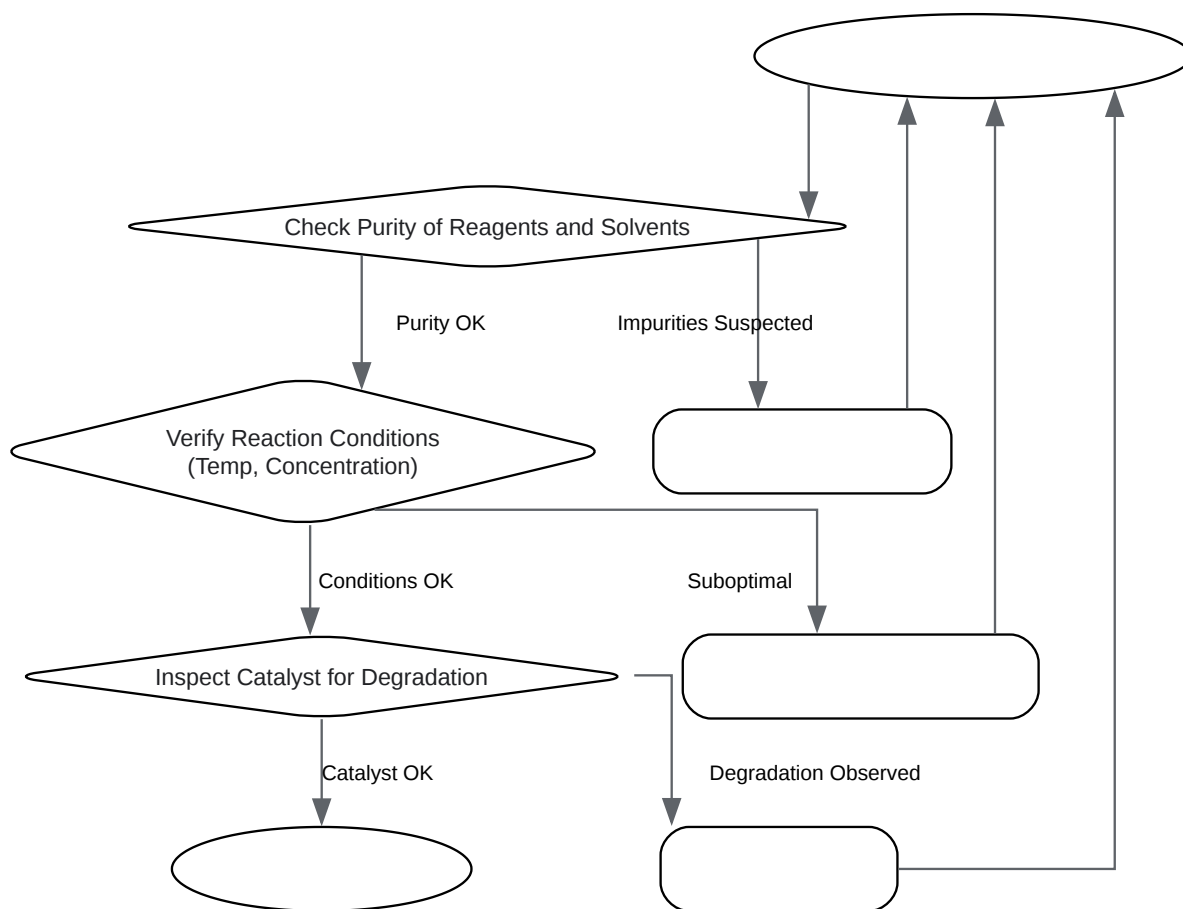 Check Purity of Reagents and Solvents
Purity OK
Impurities Suspected
Verify Reaction Conditions
(Temp, Concentration)
Conditions OK
Suboptimal
Inspect Catalyst for Degradation
Catalyst OK
Degradation Observed